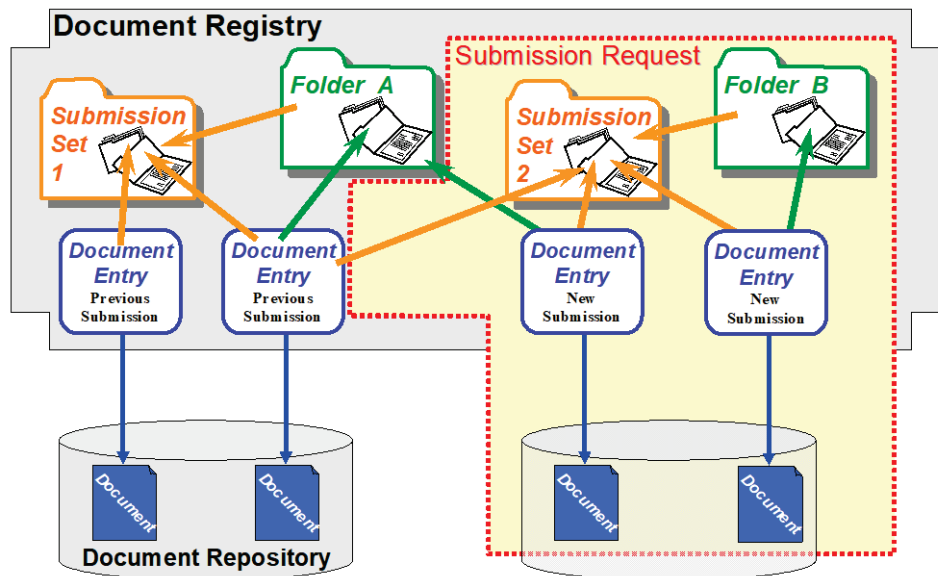 Document Registry
Submission Request
Submission
Set
1
Folder A
Submission
Set
2
Folder B
Document
Entry
Previous
Submission
Document
Entry
Previous
Submission
Document
Entry
New
Submission
Document
Entry
New
Submission
Document
Document
Document
Document
Document Repository